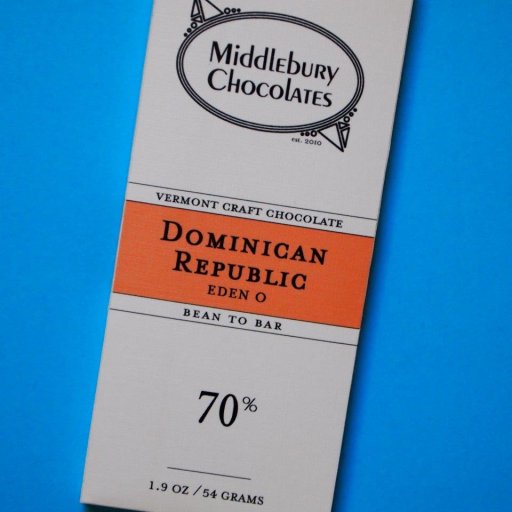 Middlebury
Chocolates
est. 2010
VERMONT CRAFT CHOCOLATE
DOMINICAN
REPUBLIC
EDEN O
BEAN TO BAR
70%
1.9 OZ / 54 GRAMS